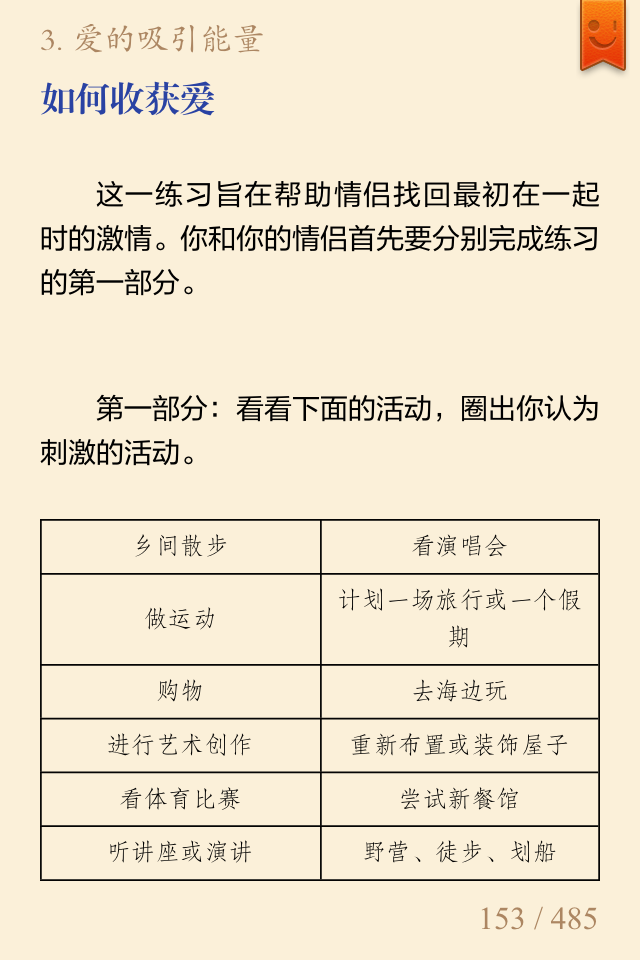 3. 爱的吸引能量
如何收获爱
这一练习旨在帮助情侣找回最初在一起
时的激情。你和你的情侣首先要分别完成练习
的第一部分。
第一部分：看看下面的活动，圈出你认为
刺激的活动。
乡间散步 看演唱会
做运动 计划一场旅行或一个假
期
购物 去海边玩
进行艺术创作 重新布置或装饰屋子
看体育比赛 尝试新餐馆
听讲座或演讲 野营、徒步、划船
153 / 485